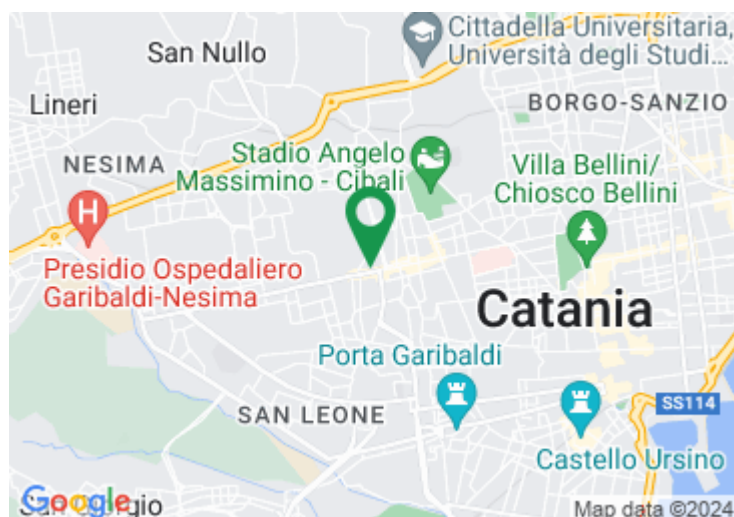 Cittadella Universitaria,
Università degli Studi...
San Nullo
Lineri
BORGO-SANZIO
NESIMA
Stadio Angelo
Massimino - Cibali
Villa Bellini/
Chiosco Bellini
H
Presidio Ospedaliero
Garibaldi-Nesima
Catania
Porta Garibaldi
SAN LEONE
SS114
Castello Ursino
Google
Map data ©2024